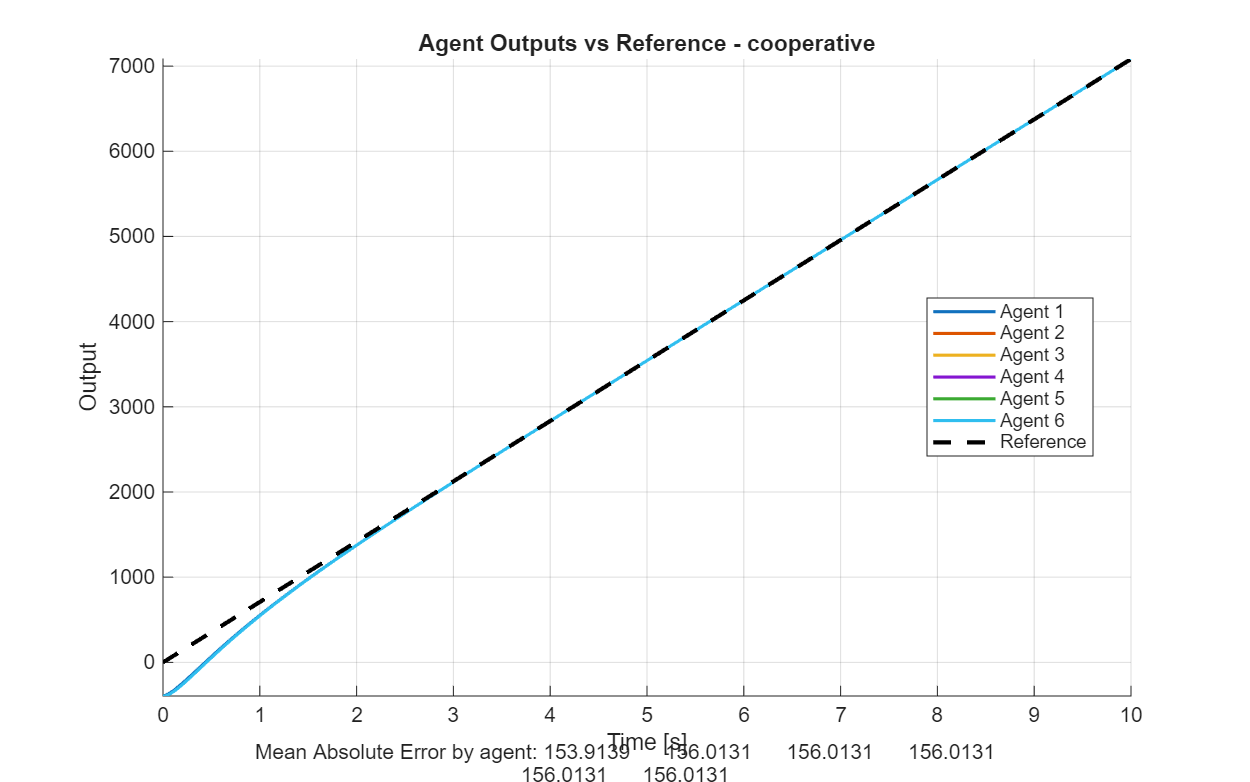 Agent Outputs vs Reference - cooperative
7000
6000
5000
4000
3000
2000
1000
0
Output
Agent 1
Agent 2
Agent 3
Agent 4
Agent 5
Agent 6
Reference
0 1 2 3 4 5 6 7 8 9 10
Time [s]
Mean Absolute Error by agent: 153.9139 156.0131 156.0131 156.0131
156.0131 156.0131